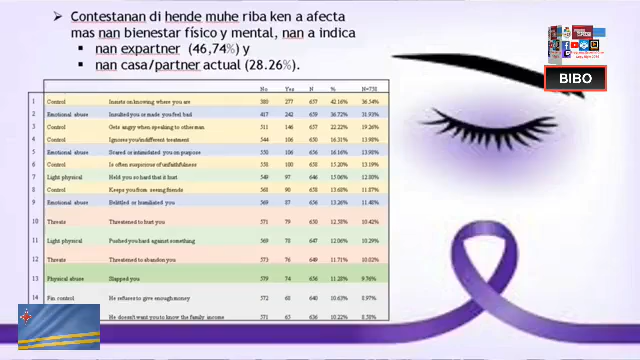 Contestanan di hende muhe riba ken a afecta
mas nan bienestar físico y mental, nan a indica
nan expartner (46,74%) y
nan casa/partner actual (28.26%).
BIBO
No Yes N % N=751
1 Control Insists on knowing where you are 380 277 657 42.16% 36.54%
2 Emotional abuse Insulted you or made you feel bad 417 242 659 36.72% 31.93%
3 Control Gets angry when speaking to other man 511 146 657 22.22% 19.26%
4 Control Ignores you/indifferent treatment 544 106 650 16.31% 13.98%
5 Emotional abuse Scared or intimidated you on purpose 550 106 656 16.16% 13.98%
6 Control Is often suspicious of unfaithfulness 558 100 658 15.20% 13.19%
7 Light physical Held you so hard that it hurt 549 97 646 15.06% 12.80%
8 Control Keeps you from seeing friends 568 90 658 13.68% 11.87%
9 Emotional abuse Belittled or humiliated you 569 87 656 13.26% 11.48%
10 Threats Threatened to hurt you 571 79 650 12.58% 10.42%
11 Light physical Pushed you hard against something 569 78 647 12.06% 10.29%
12 Threats Threatened to abandon you 573 76 649 11.71% 10.02%
13 Physical abuse Slapped you 579 74 656 11.28% 9.76%
14 Fin control He refuses to give enough money 572 68 640 10.63% 8.97%
He doesn't want you to know the family income 571 65 636 10.22% 8.58%